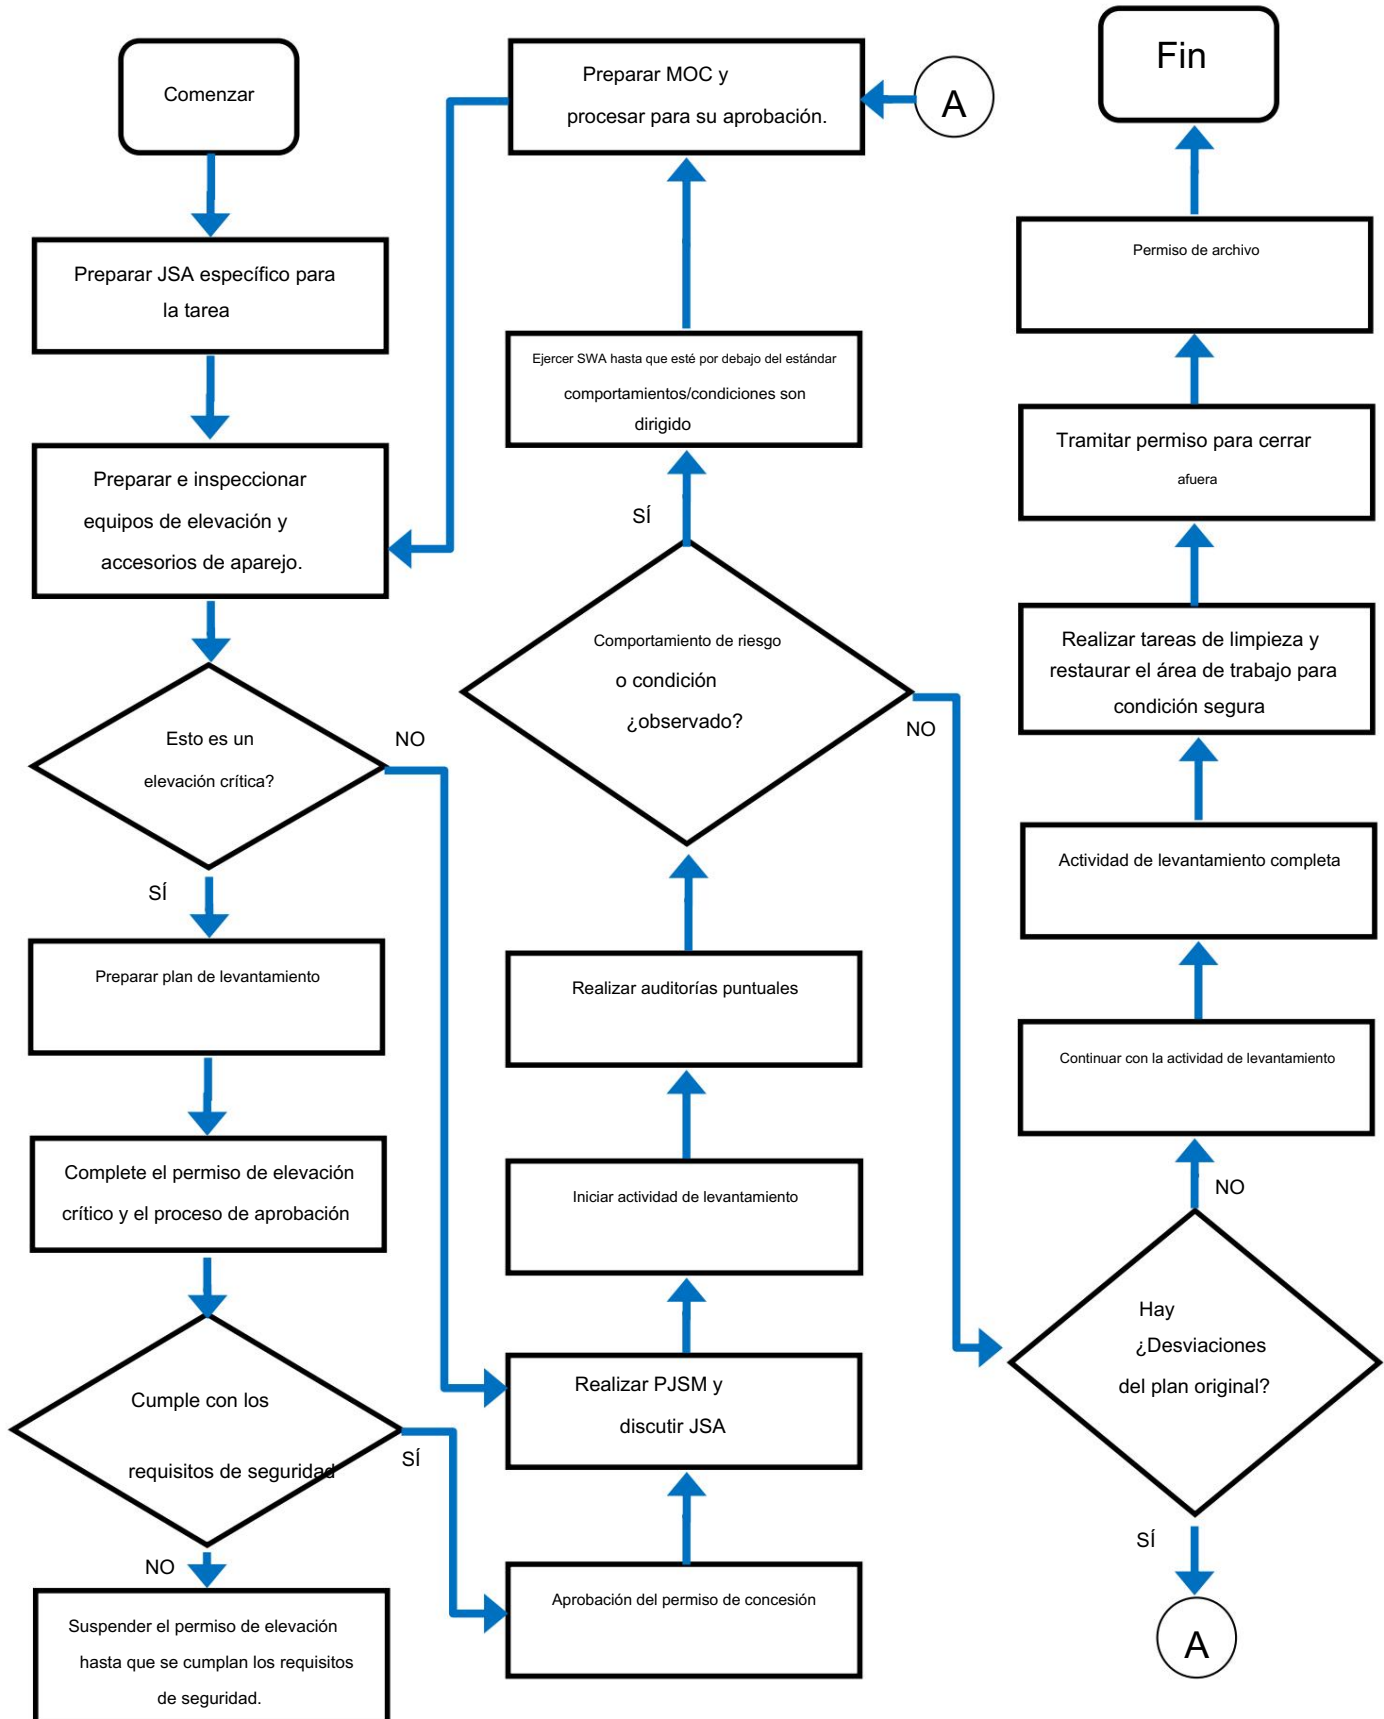 Comenzar
Preparar JSA específico para
la tarea
Preparar e inspeccionar
equipos de elevación y
accesorios de aparejo.
Esto es un
elevación crítica?
NO
SÍ
Preparar plan de levantamiento
Complete el permiso de elevación
crítico y el proceso de aprobación
Cumple con los
requisitos de seguridad
SÍ
NO
Suspender el permiso de elevación
hasta que se cumplan los requisitos
de seguridad.
Preparar MOC y
procesar para su aprobación.
A
Ejercer SWA hasta que esté por debajo del estándar
comportamientos/condiciones son
dirigido
SÍ
Comportamiento de riesgo
o condición
¿observado?
NO
Realizar auditorías puntuales
Iniciar actividad de levantamiento
Realizar PJSM y
discutir JSA
Aprobación del permiso de concesión
Fin
Permiso de archivo
Tramitar permiso para cerrar
afuera
Realizar tareas de limpieza y
restaurar el área de trabajo para
condición segura
Actividad de levantamiento completa
Continuar con la actividad de levantamiento
NO
Hay
¿Desviaciones
del plan original?
SÍ
A